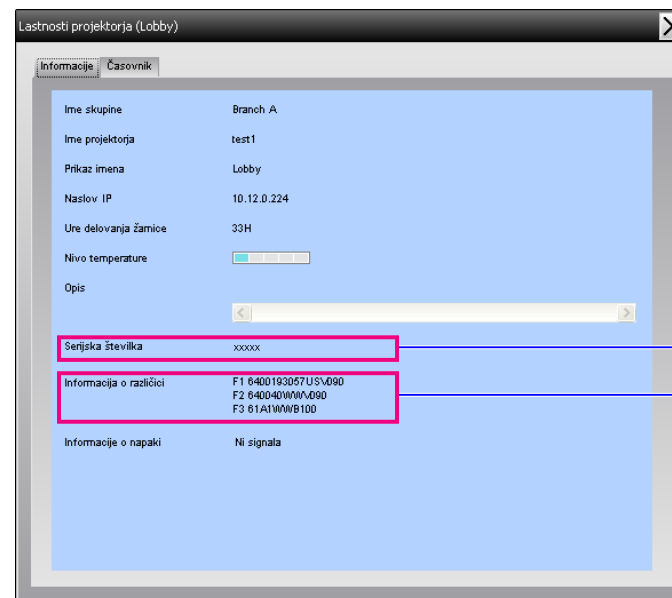 Lastnosti projektorja (Lobby)
Informacije Časovnik
Ime skupine Branch A
Ime projektorja test1
Prikaz imena Lobby
Naslov IP 10.12.0.224
Ure delovanja žarnice 33H
Nivo temperature
Opis
Serijska številka xxxxx
Informacija o različici F1 6400193057USV090
F2 640040WWV090
F3 61A1WWB100
Informacije o napaki Ni signala